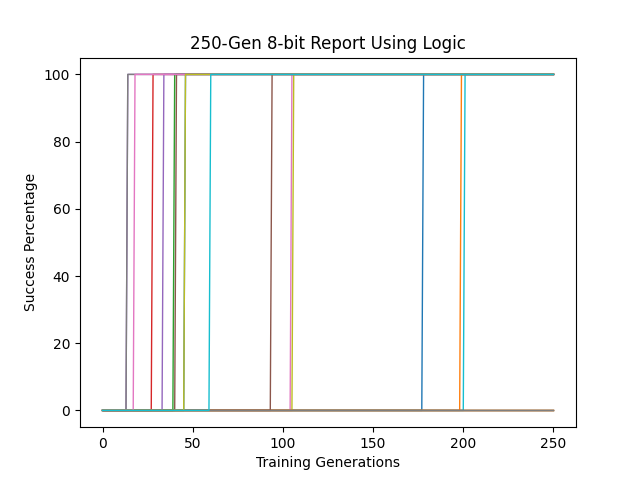 250-Gen 8-bit Report Using Logic
Success Percentage
100
80
60
40
20
0
0 50 100 150 200 250
Training Generations